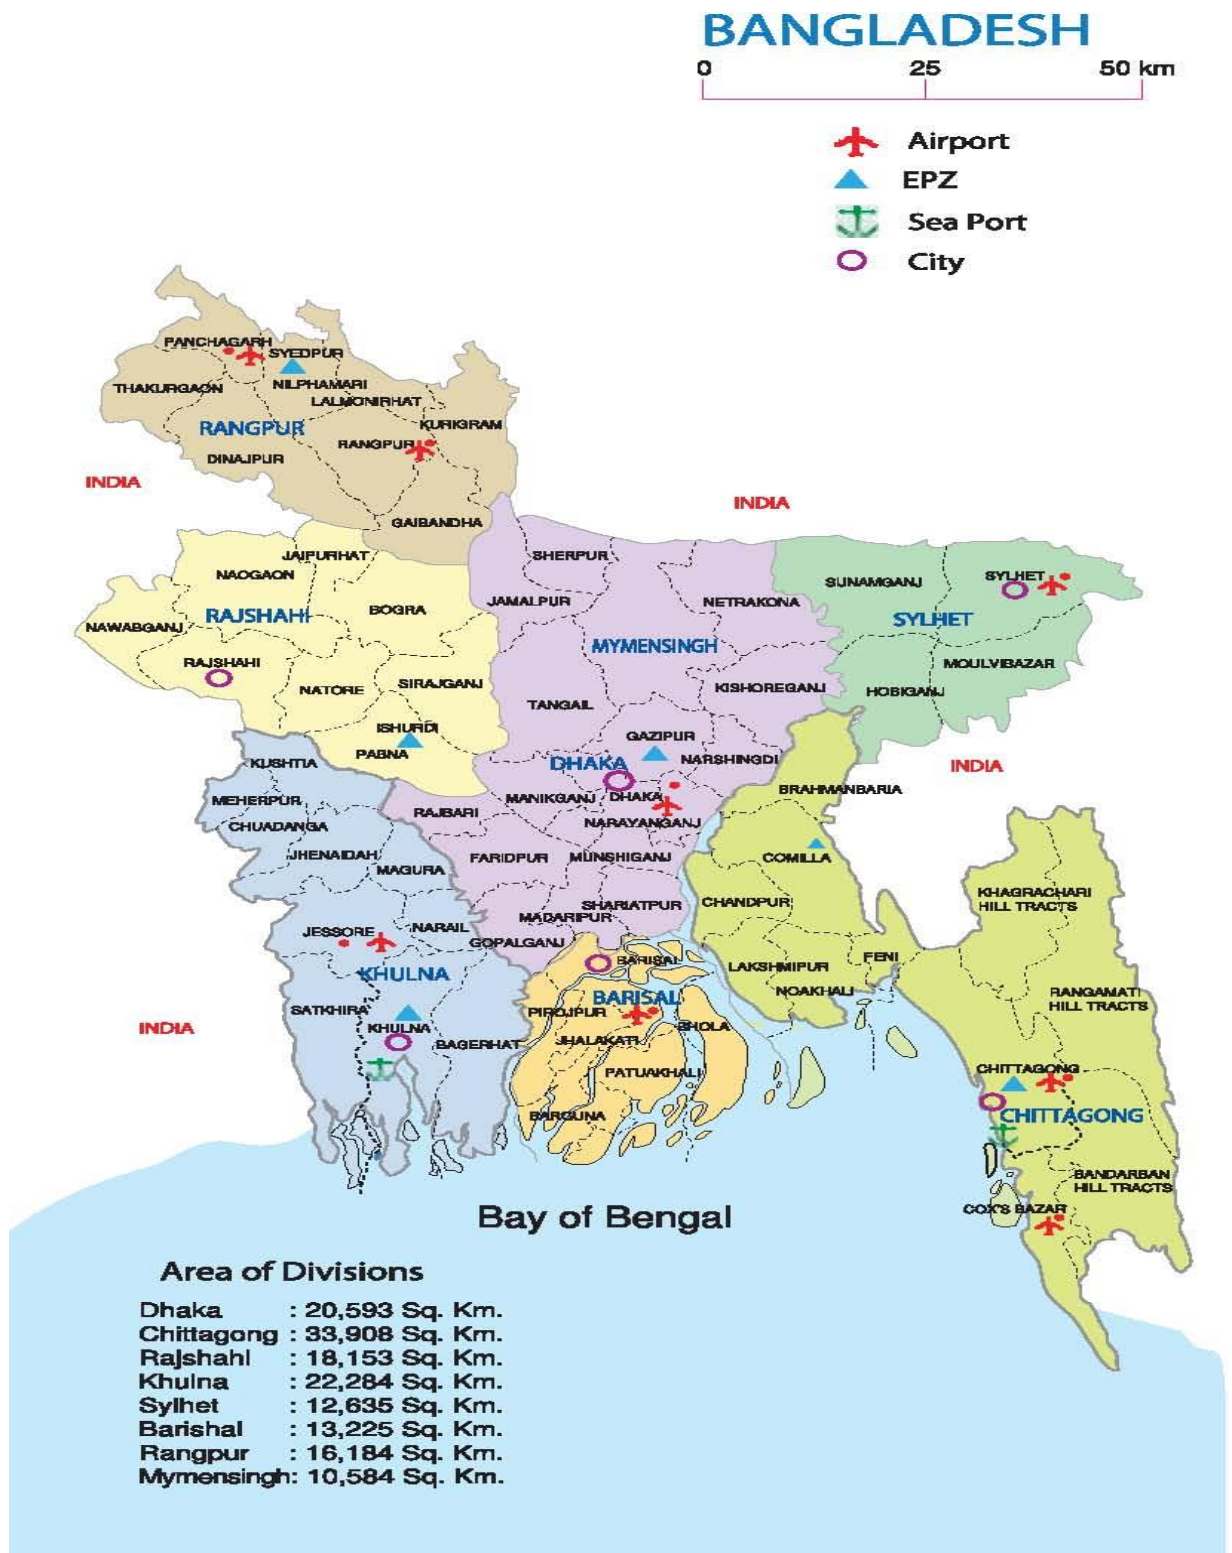 BANGLADESH
0 25 50 km
Airport
EPZ
Sea Port
City
PANCHAGARH
SYEDPUR
THAKURGAON
NILPHAMARI
LALMONIRHAT
RANGPUR
KURIGRAM
RANGPUR
DINAJPUR
INDIA
INDIA
GAIBANDHA
JAIPURHAT
SHERPUR
NAOGAON
SUNAMGANJ
SYLHET
JAMALPUR
NETRAKONA
BOGRA
RAJSHAHI
SYLHET
NAWABGANJ
MYMENSINGH
RAJSHAHI
MOULVIBAZAR
NATORE
SIRAJGANJ
KISHOREGANJ
HOBIGANJ
TANGAIL
ISHURDI
GAZIPUR
PABNA
NARSHINGDI
KUSHTIA
DHAKA
INDIA
BRAHMANBARIA
MEHERPUR
MANIKGANJ
DHAKA
RAJBARI
NARAYANGANJ
CHUADANGA
JHENAIDAH
FARIDPUR
MUNSHIGANJ
COMILLA
MAGURA
KHAGRACHARI
HILL TRACTS
CHANDPUR
SHARIATPUR
MADARIPUR
JESSORE
NARAIL
GOPALGANJ
FENI
BARISAL
LAKSHMIPUR
KHULNA
NOAKHALI
RANGAMATI
HILL TRACTS
BARISAL
SATKHIRA
PIROJPUR
INDIA
KHULNA
BHOLA
BAGERHAT
JHALAKATI
CHITTAGONG
PATUAKHALI
BARGUNA
CHITTAGONG
BANDARBAN
HILL TRACTS
COX'S BAZAR
Bay of Bengal
Area of Divisions
Dhaka : 20,593 Sq. Km.
Chittagong : 33,908 Sq. Km.
Rajshahi : 18,153 Sq. Km.
Khulna : 22,284 Sq. Km.
Sylhet : 12,635 Sq. Km.
Barishal : 13,225 Sq. Km.
Rangpur : 16,184 Sq. Km.
Mymensingh: 10,584 Sq. Km.